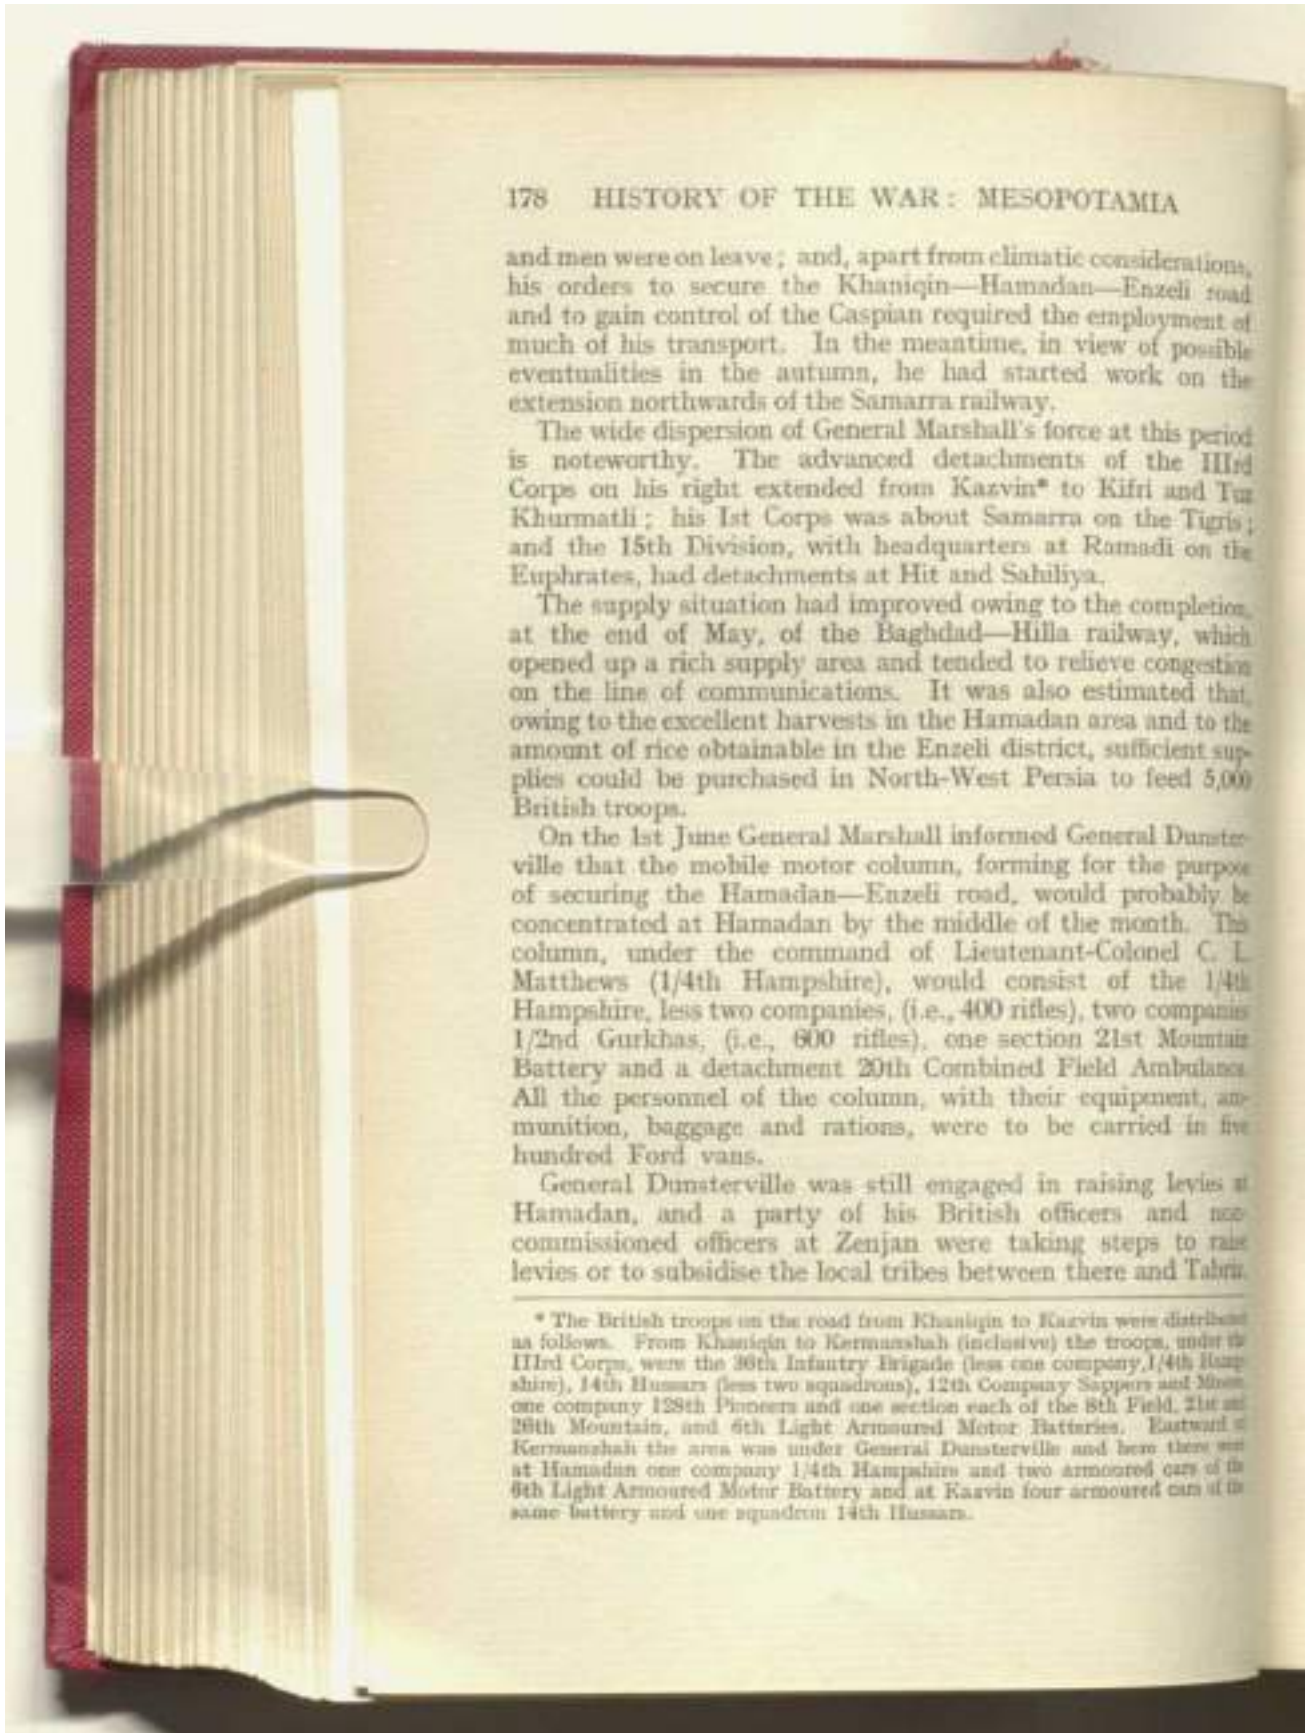 178 HISTORY OF THE WAR: MESOPOTAMIA
and men were on leave; and, apart from climatic considerations,
his orders to secure the Khaniqin—Hamadan—Enzeli road
and to gain control of the Caspian required the employment of
much of his transport. In the meantime, in view of possible
eventualities in the autumn, he had started work on the
extension northwards of the Samarra railway.
The wide dispersion of General Marshall's force at this period
is noteworthy. The advanced detachments of the IIIrd
Corps on his right extended from Kazvin* to Kifri and Tuz
Khurmatli; his Ist Corps was about Samarra on the Tigris;
and the 15th Division, with headquarters at Ramadi on the
Euphrates, had detachments at Hit and Sahiliya.
The supply situation had improved owing to the completion,
at the end of May, of the Baghdad—Hilla railway, which
opened up a rich supply area and tended to relieve congestion
on the line of communications. It was also estimated that,
owing to the excellent harvests in the Hamadan area and to the
amount of rice obtainable in the Enzeli district, sufficient sup-
plies could be purchased in North-West Persia to feed 5,000
British troops.
On the 1st June General Marshall informed General Dunster-
ville that the mobile motor column, forming for the purpose
of securing the Hamadan—Enzeli road, would probably be
concentrated at Hamadan by the middle of the month. This
column, under the command of Lieutenant-Colonel C. L.
Matthews (1/4th Hampshire), would consist of the 1/4th
Hampshire, less two companies, (i.e., 400 rifles), two companies
1/2nd Gurkhas, (i.e., 600 rifles), one section 21st Mountain
Battery and a detachment 20th Combined Field Ambulance.
All the personnel of the column, with their equipment, am-
munition, baggage and rations, were to be carried in five
hundred Ford vans.
General Dunsterville was still engaged in raising levies at
Hamadan, and a party of his British officers and non-
commissioned officers at Zenjan were taking steps to raise
levies or to subsidise the local tribes between there and Tabriz.
* The British troops on the road from Khaniqin to Kazvin were distributed
as follows. From Khaniqin to Kermanshah (inclusive) the troops, under the
IIIrd Corps, were the 36th Infantry Brigade (less one company, 1/4th Hamp-
shire), 14th Hussars (less two squadrons), 12th Company Sappers and Miners,
one company 128th Pioneers and one section each of the 8th Field, 21st and
26th Mountain, and 6th Light Armoured Motor Batteries. Eastward of
Kermanshah the area was under General Dunsterville and here there were
at Hamadan one company 1/4th Hampshire and two armoured cars of the
6th Light Armoured Motor Battery and at Kazvin four armoured cars of the
same battery and one squadron 14th Hussars.